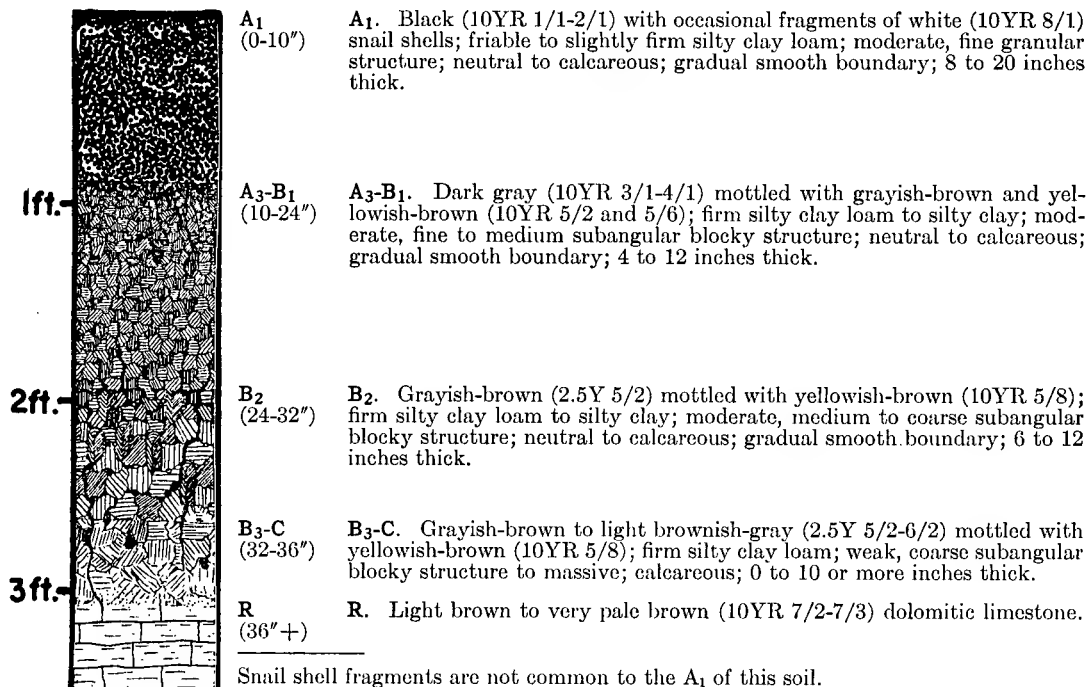 A₁ A₁. Black (10YR 1/1-2/1) with occasional fragments of white (10YR 8/1)
(0-10″) snail shells; friable to slightly firm silty clay loam; moderate, fine granular
structure; neutral to calcareous; gradual smooth boundary; 8 to 20 inches
thick.
1ft. A₃-B₁ A₃-B₁. Dark gray (10YR 3/1-4/1) mottled with grayish-brown and yel-
(10-24″) lowish-brown (10YR 5/2 and 5/6); firm silty clay loam to silty clay; mod-
erate, fine to medium subangular blocky structure; neutral to calcareous;
gradual smooth boundary; 4 to 12 inches thick.
2ft. B₂ B₂. Grayish-brown (2.5Y 5/2) mottled with yellowish-brown (10YR 5/8);
(24-32″) firm silty clay loam to silty clay; moderate, medium to coarse subangular
blocky structure; neutral to calcareous; gradual smooth boundary; 6 to 12
inches thick.
B₃-C B₃-C. Grayish-brown to light brownish-gray (2.5Y 5/2-6/2) mottled with
(32-36″) yellowish-brown (10YR 5/8); firm silty clay loam; weak, coarse subangular
blocky structure to massive; calcareous; 0 to 10 or more inches thick.
3ft.
R R. Light brown to very pale brown (10YR 7/2-7/3) dolomitic limestone.
(36″+)
Snail shell fragments are not common to the A₁ of this soil.